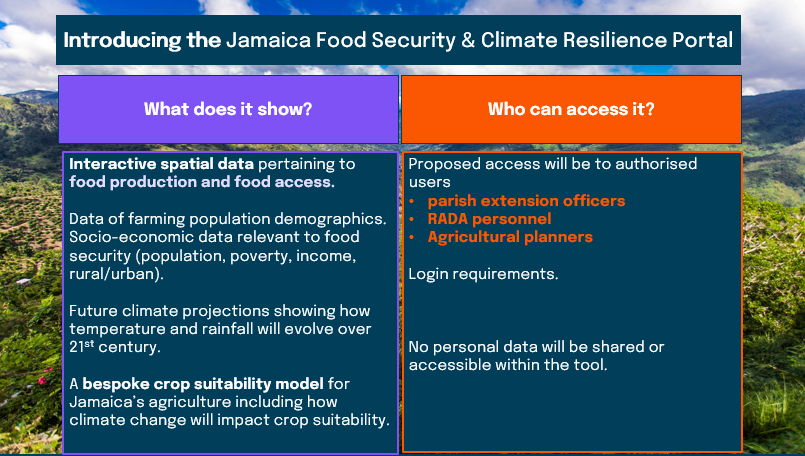 Introducing the Jamaica Food Security & Climate Resilience Portal
What does it show?
Interactive spatial data pertaining to
food production and food access.
Data of farming population demographics.
Socio-economic data relevant to food
security (population, poverty, income,
rural/urban).
Future climate projections showing how
temperature and rainfall will evolve over
21st century.
A bespoke crop suitability model for
Jamaica's agriculture including how
climate change will impact crop suitability.
Who can access it?
Proposed access will be to authorised
users
• parish extension officers
• RADA personnel
• Agricultural planners
Login requirements.
No personal data will be shared or
accessible within the tool.